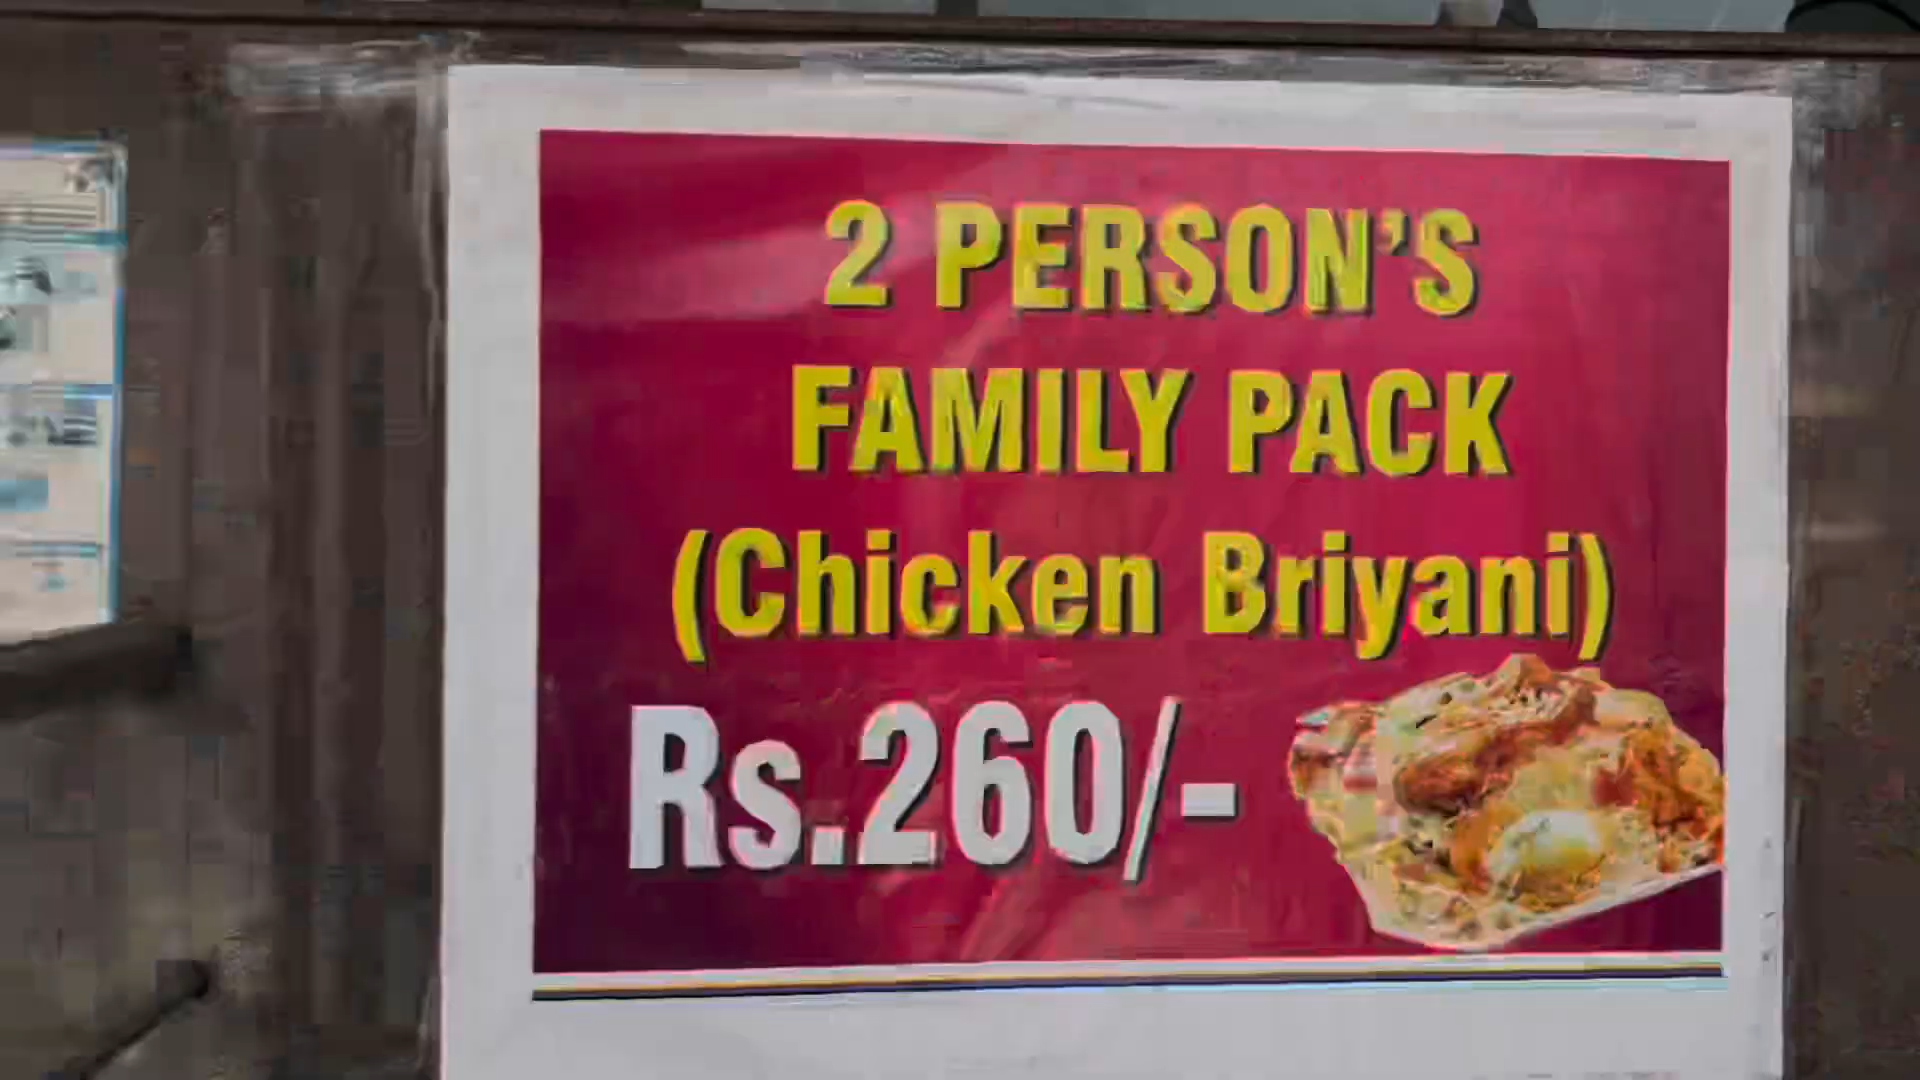 2 PERSON'S
FAMILY PACK
(Chicken Briyani)
Rs.260/-